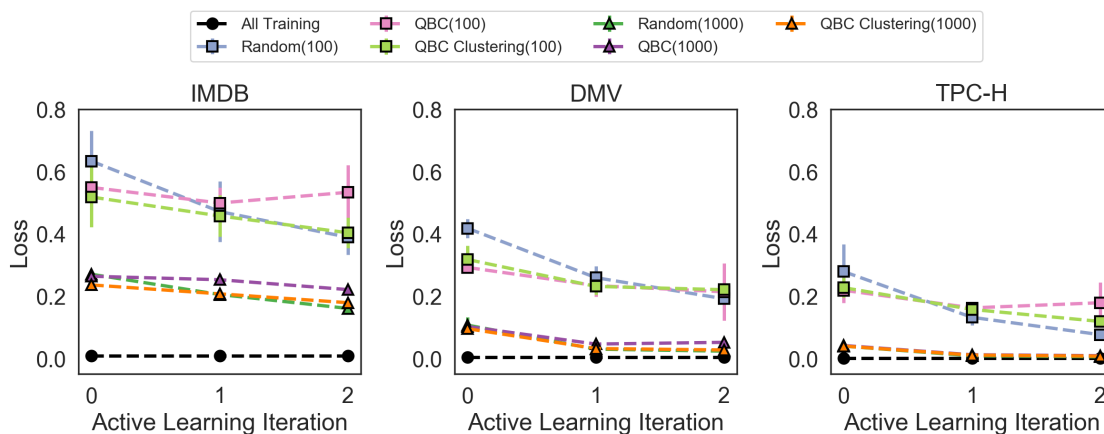 All Training
Random(100)
QBC(100)
QBC Clustering(100)
Random(1000)
QBC(1000)
QBC Clustering(1000)
IMDB
DMV
TPC-H
Loss
0.8
0.6
0.4
0.2
0.0
0 1 2
Active Learning Iteration
Loss
0.8
0.6
0.4
0.2
0.0
0 1 2
Active Learning Iteration
Loss
0.8
0.6
0.4
0.2
0.0
0 1 2
Active Learning Iteration